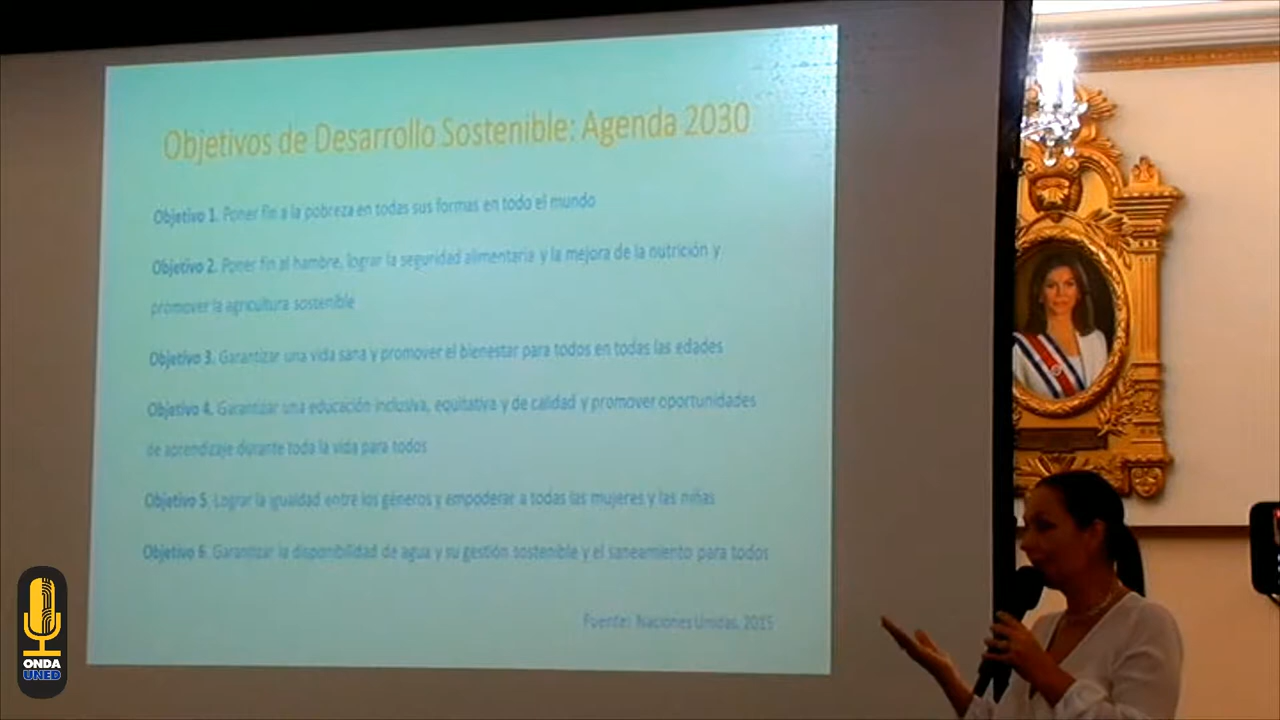 Objetivos de Desarrollo Sostenible: Agenda 2030
Objetivo 1. Poner fin a la pobreza en todas sus formas en todo el mundo
Objetivo 2. Poner fin al hambre, lograr la seguridad alimentaria y la mejora de la nutrición y
promover la agricultura sostenible
Objetivo 3. Garantizar una vida sana y promover el bienestar para todos en todas las edades
Objetivo 4. Garantizar una educación inclusiva, equitativa y de calidad y promover oportunidades
de aprendizaje durante toda la vida para todos
Objetivo 5. Lograr la igualdad entre los géneros y empoderar a todas las mujeres y las niñas
Objetivo 6. Garantizar la disponibilidad de agua y su gestión sostenible y el saneamiento para todos
Fuente: Naciones Unidas, 2015
ONDA
UNED